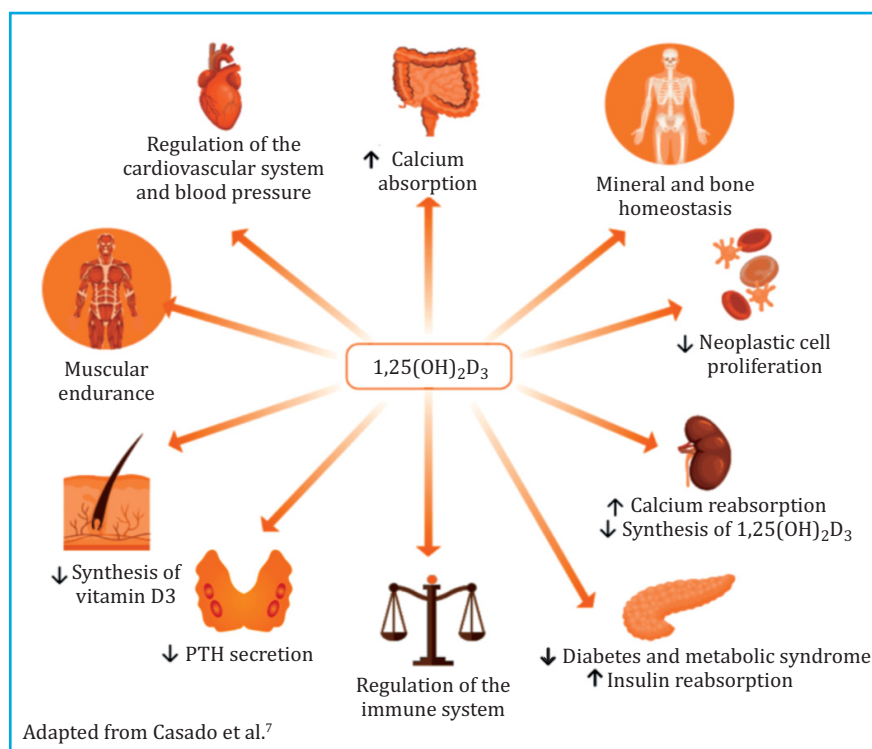 Regulation of the
cardiovascular system
and blood pressure
↑ Calcium
absorption
Mineral and bone
homeostasis
↓ Neoplastic cell
proliferation
Muscular
endurance
1,25(OH)₂D₃
↑ Calcium reabsorption
↓ Synthesis of 1,25(OH)₂D₃
↓ Synthesis of
vitamin D3
↓ PTH secretion
Regulation of the
immune system
↓ Diabetes and metabolic syndrome
↑ Insulin reabsorption
Adapted from Casado et al.⁷